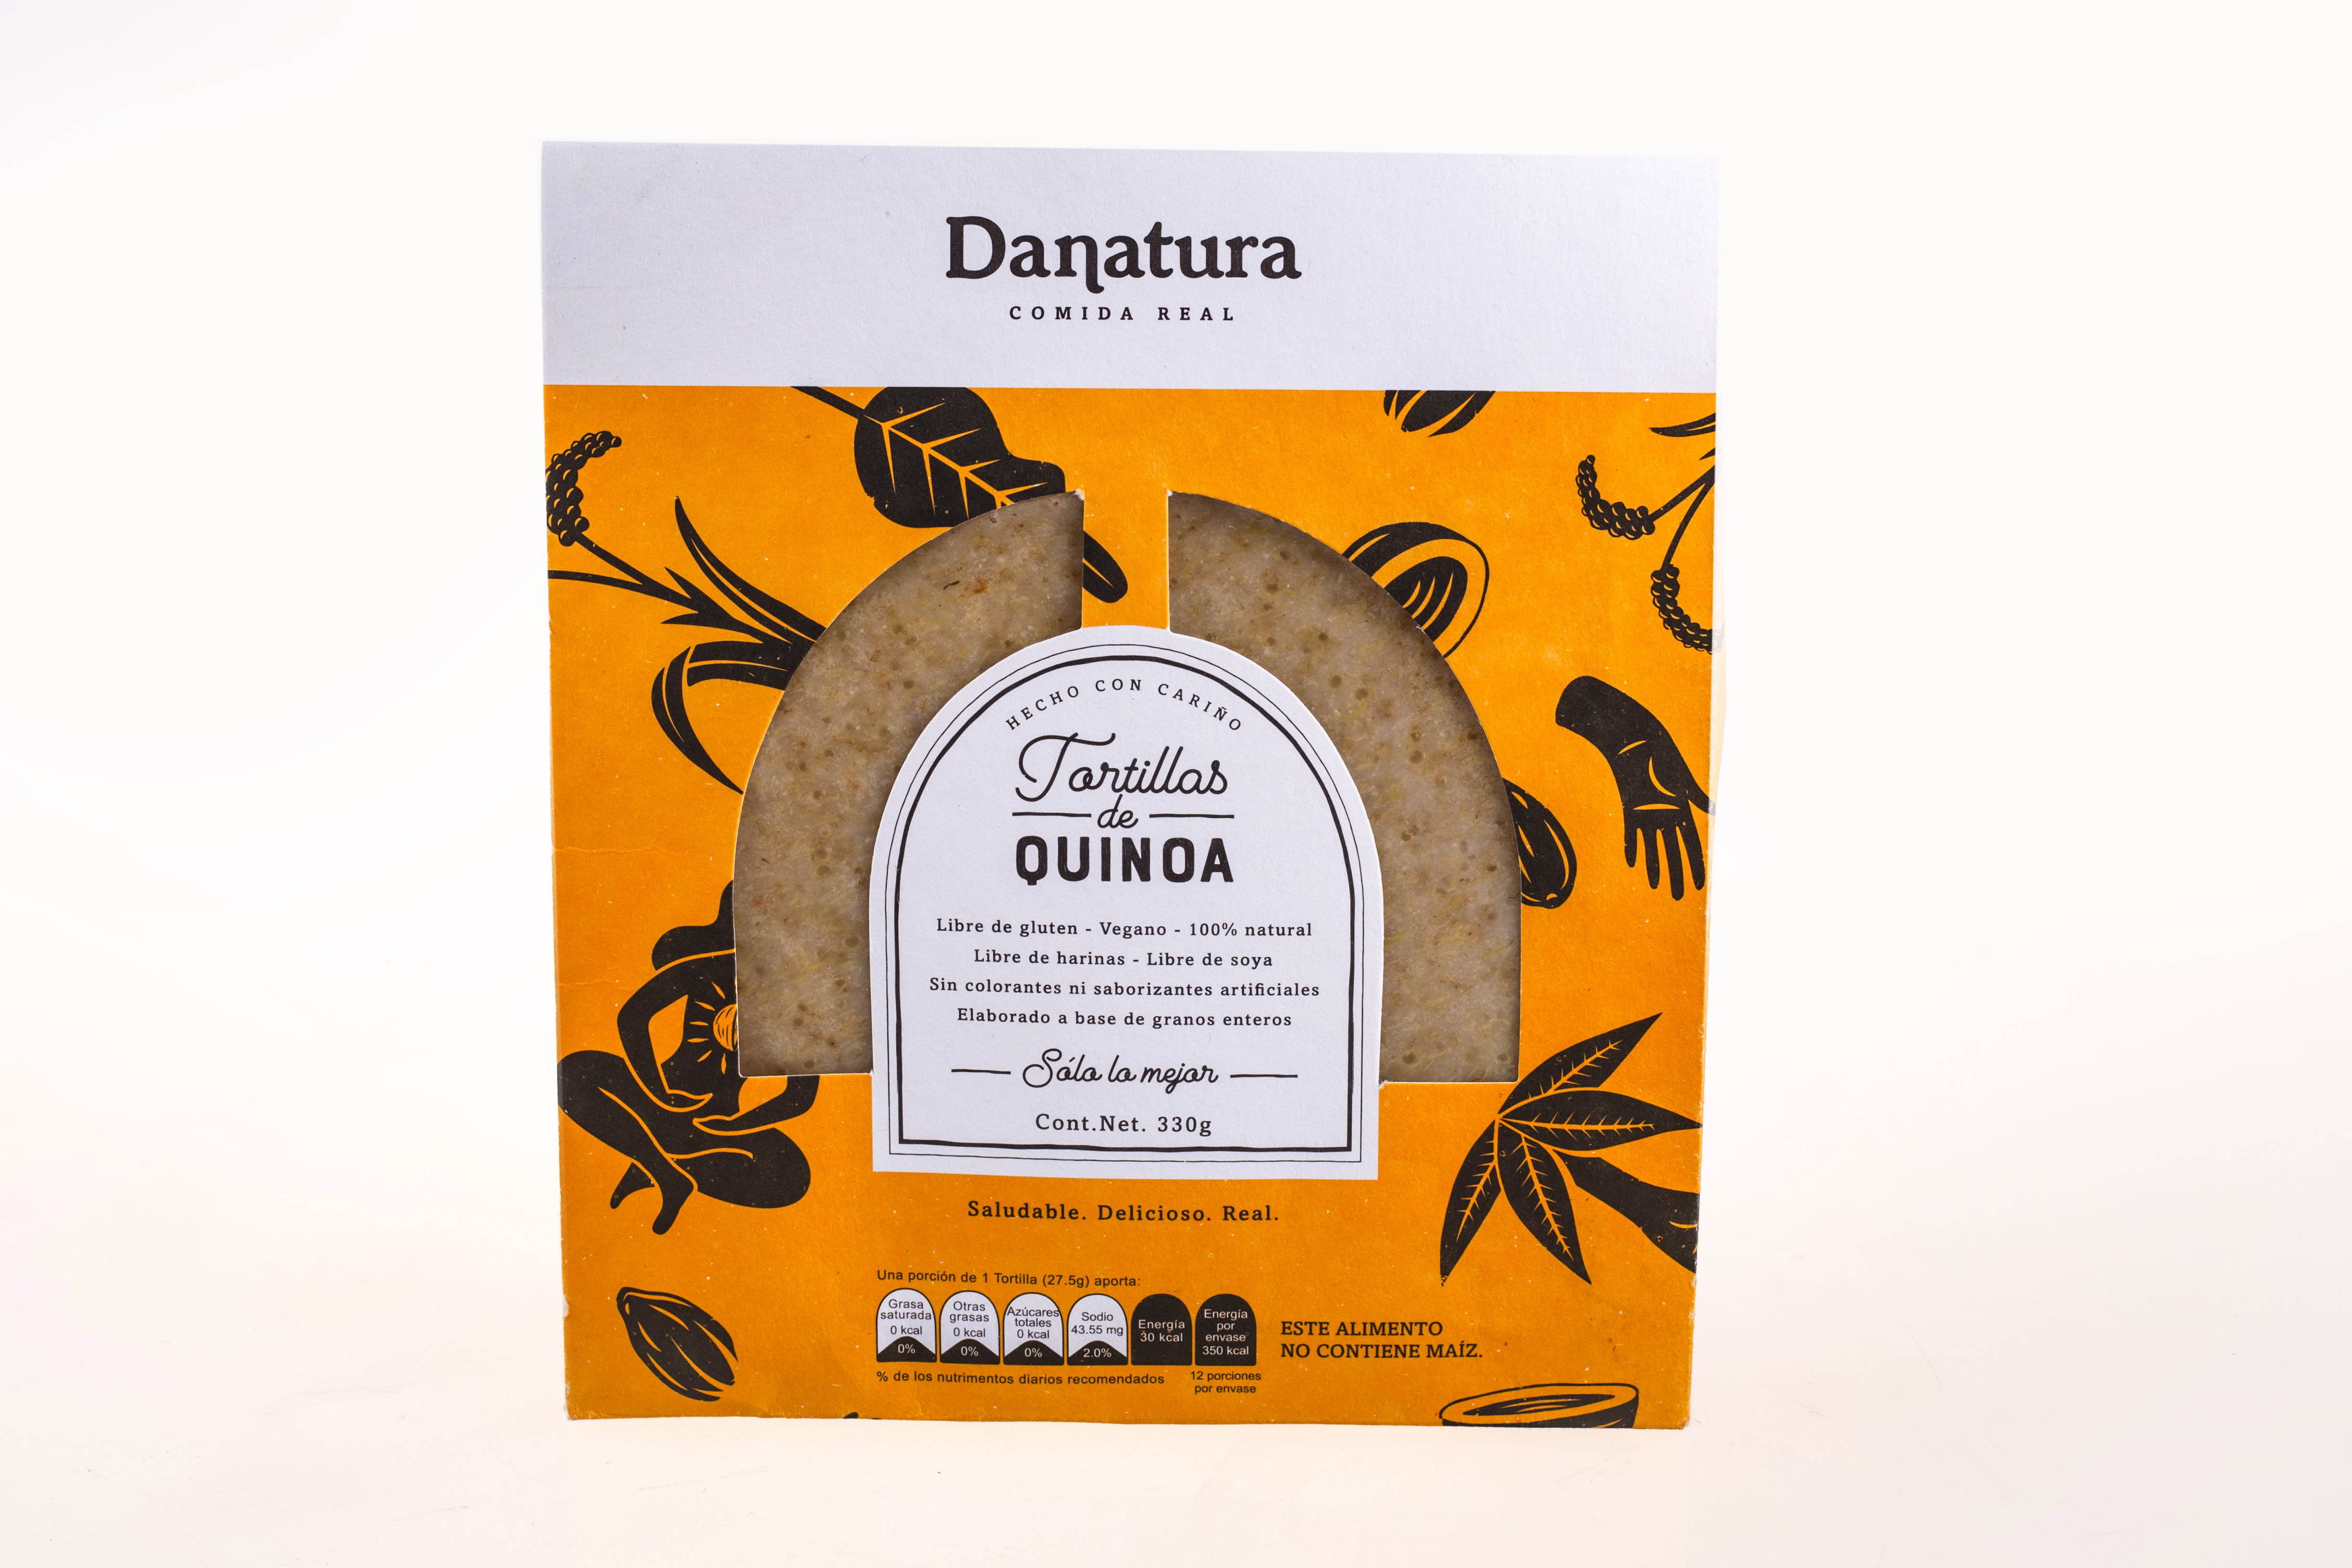 Danatura
COMIDA REAL
HECHO CON CARIÑO
Tortillas
de
QUINOA
Libre de gluten - Vegano - 100% natural
Libre de harinas - Libre de soya
Sin colorantes ni saborizantes artificiales
Elaborado a base de granos enteros
Sólo lo mejor
Cont.Net. 330g
Saludable. Delicioso. Real.
Una porción de 1 Tortilla (27.5g) aporta:
Grasa
saturada
0 kcal
0%
Otras
grasas
0 kcal
0%
Azúcares
totales
0 kcal
0%
Sodio
43.55 mg
2.0%
Energía
30 kcal
Energía
por
envase
350 kcal
% de los nutrimentos diarios recomendados
12 porciones
por envase
ESTE ALIMENTO
NO CONTIENE MAÍZ.